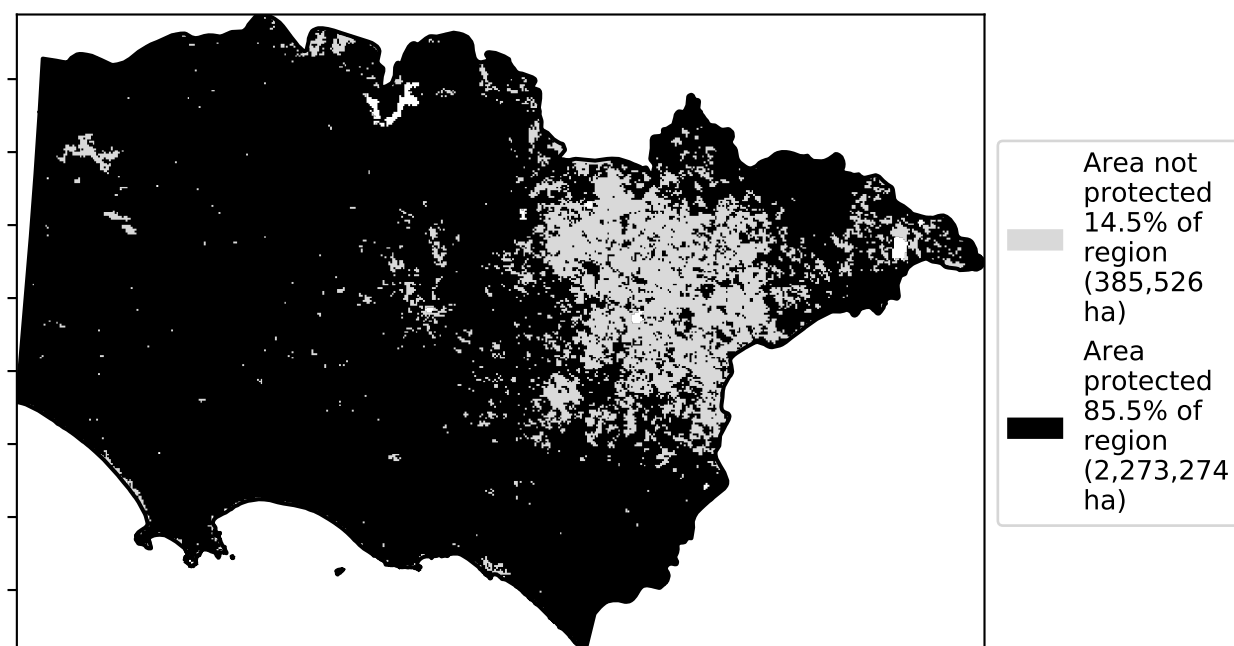 Area not
protected
14.5% of
region
(385,526
ha)
Area
protected
85.5% of
region
(2,273,274
ha)